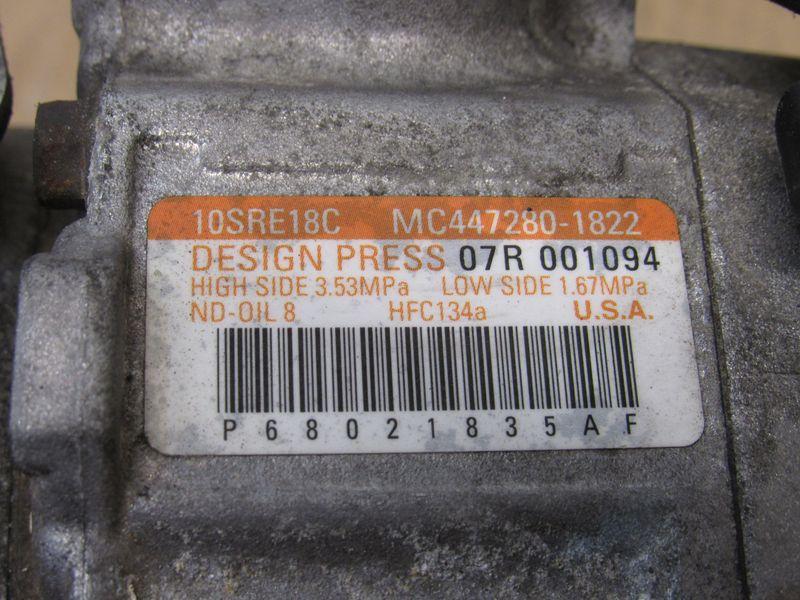 10SRE18C MC447280-1822
DESIGN PRESS 07R 001094
HIGH SIDE 3.53MPa LOW SIDE 1.67MPa
ND-OIL 8 HFC134a U.S.A.
P68021835AF